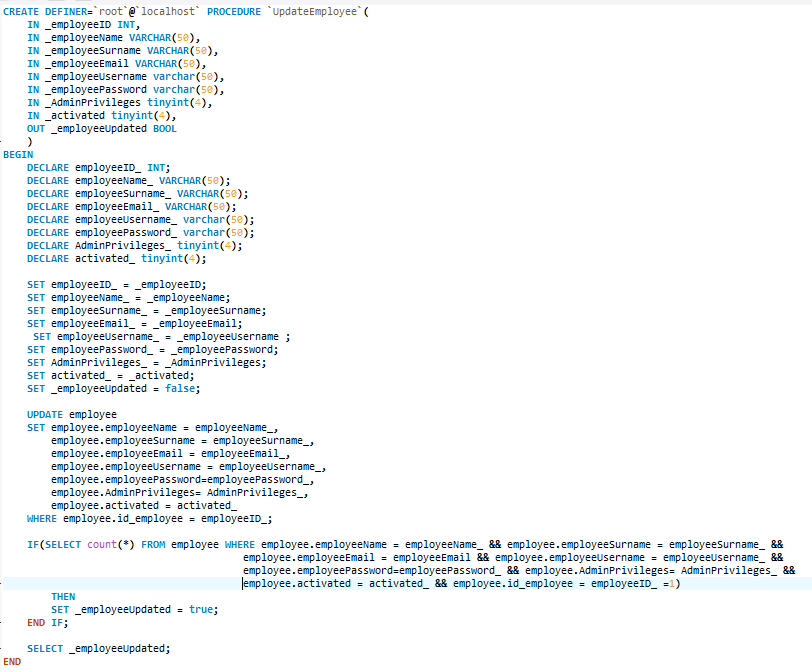 CREATE DEFINER=`root`@`localhost` PROCEDURE `UpdateEmployee`(
    IN _employeeID INT,
    IN _employeeName VARCHAR(50),
    IN _employeeSurname VARCHAR(50),
    IN _employeeEmail VARCHAR(50),
    IN _employeeUsername varchar(50),
    IN _employeePassword varchar(50),
    IN _AdminPrivileges tinyint(4),
    IN _activated tinyint(4),
    OUT _employeeUpdated BOOL
    )
BEGIN
    DECLARE employeeID_ INT;
    DECLARE employeeName_ VARCHAR(50);
    DECLARE employeeSurname_ VARCHAR(50);
    DECLARE employeeEmail_ VARCHAR(50);
    DECLARE employeeUsername_ varchar(50);
    DECLARE employeePassword_ varchar(50);
    DECLARE AdminPrivileges_ tinyint(4);
    DECLARE activated_ tinyint(4);

    SET employeeID_ = _employeeID;
    SET employeeName_ = _employeeName;
    SET employeeSurname_ = _employeeSurname;
    SET employeeEmail_ = _employeeEmail;
     SET employeeUsername_ = _employeeUsername ;
    SET employeePassword_ = _employeePassword;
    SET AdminPrivileges_ = _AdminPrivileges;
    SET activated_ = _activated;
    SET _employeeUpdated = false;

    UPDATE employee
    SET employee.employeeName = employeeName_,
        employee.employeeSurname = employeeSurname_,
        employee.employeeEmail = employeeEmail_,
        employee.employeeUsername = employeeUsername_,
        employee.employeePassword=employeePassword_,
        employee.AdminPrivileges= AdminPrivileges_,
        employee.activated = activated_
    WHERE employee.id_employee = employeeID_;

    IF(SELECT count(*) FROM employee WHERE employee.employeeName = employeeName_ && employee.employeeSurname = employeeSurname_ &&
                                        employee.employeeEmail = employeeEmail && employee.employeeUsername = employeeUsername_ &&
                                        employee.employeePassword=employeePassword_ && employee.AdminPrivileges= AdminPrivileges_ &&
                                        employee.activated = activated_ && employee.id_employee = employeeID_ =1)
        THEN
        SET _employeeUpdated = true;
    END IF;

    SELECT _employeeUpdated;
END